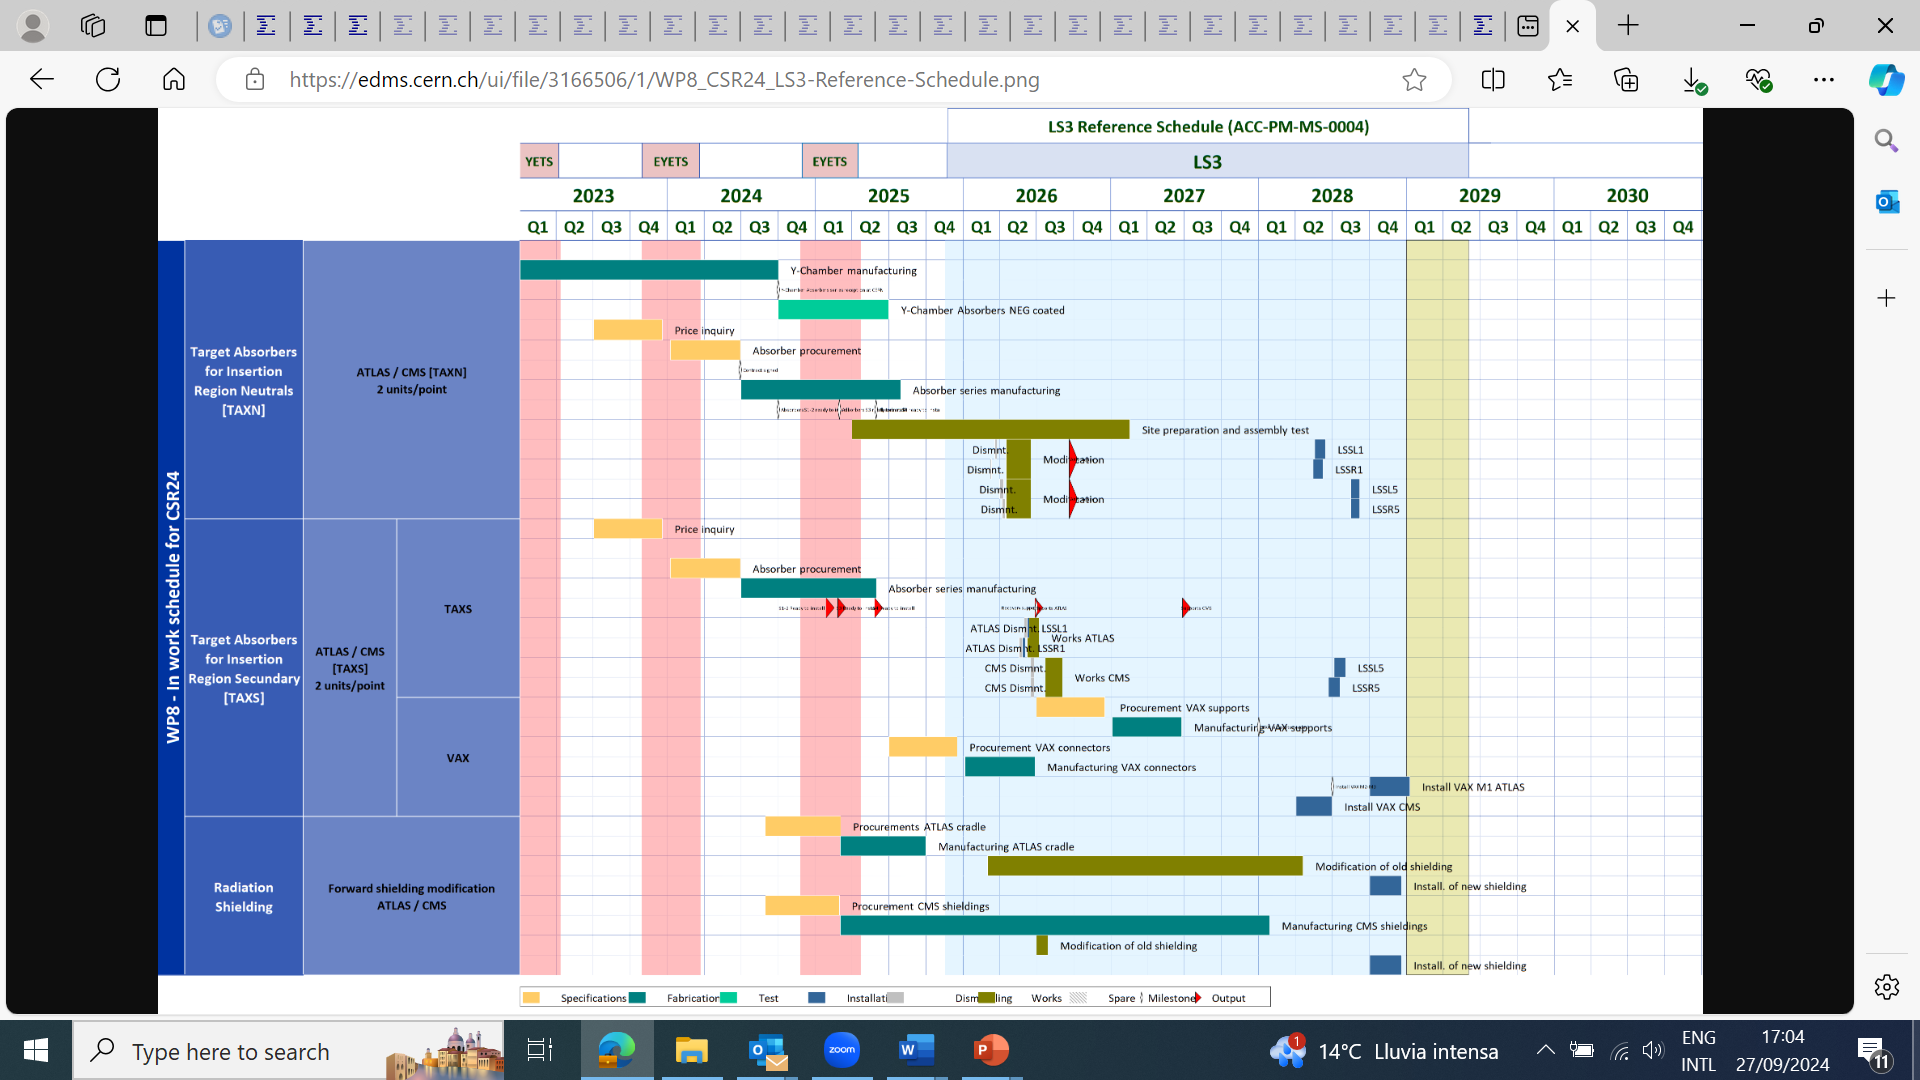 https://edms.cern.ch/ui/file/3166506/1/WP8_CSR24_LS3-Reference-Schedule.png
LS3 Reference Schedule (ACC-PM-MS-0004)
YETS EYETS EYETS LS3
2023 2024 2025 2026 2027 2028 2029 2030
Q1 Q2 Q3 Q4 Q1 Q2 Q3 Q4 Q1 Q2 Q3 Q4 Q1 Q2 Q3 Q4 Q1 Q2 Q3 Q4 Q1 Q2 Q3 Q4 Q1 Q2 Q3 Q4 Q1 Q2 Q3 Q4
WP8 - In work schedule for CSR24
Target Absorbers
for Insertion
Region Neutrals
[TAXN]
ATLAS / CMS [TAXN]
2 units/point
Y-Chamber manufacturing
Y-Chamber Absorbers NEG coated
Price inquiry
Absorber procurement
Contract signed
Absorber series manufacturing
Site preparation and assembly test
Dismnt. LSSL1
Modification
Dismnt. LSSR1
Dismnt. LSSL5
Modification
Dismnt. LSSR5
Target Absorbers
for Insertion
Region Secondary
[TAXS]
ATLAS / CMS
[TAXS]
2 units/point
TAXS
Price inquiry
Absorber procurement
Absorber series manufacturing
ATLAS Dismnt. LSSL1
Works ATLAS
ATLAS Dismnt. LSSR1
CMS Dismnt. LSSL5
Works CMS
CMS Dismnt. LSSR5
VAX
Procurement VAX supports
Manufacturing VAX supports
Procurement VAX connectors
Manufacturing VAX connectors
Install VAX M1 ATLAS
Install VAX CMS
Radiation
Shielding
Forward shielding modification
ATLAS / CMS
Procurements ATLAS cradle
Manufacturing ATLAS cradle
Modification of old shielding
Install. of new shielding
Procurement CMS shieldings
Manufacturing CMS shieldings
Modification of old shielding
Install. of new shielding
Specifications Fabrication Test Works Spare Milestone Output
Type here to search
zoom
1
14°C Lluvia intensa
ENG
INTL
17:04
27/09/2024
11